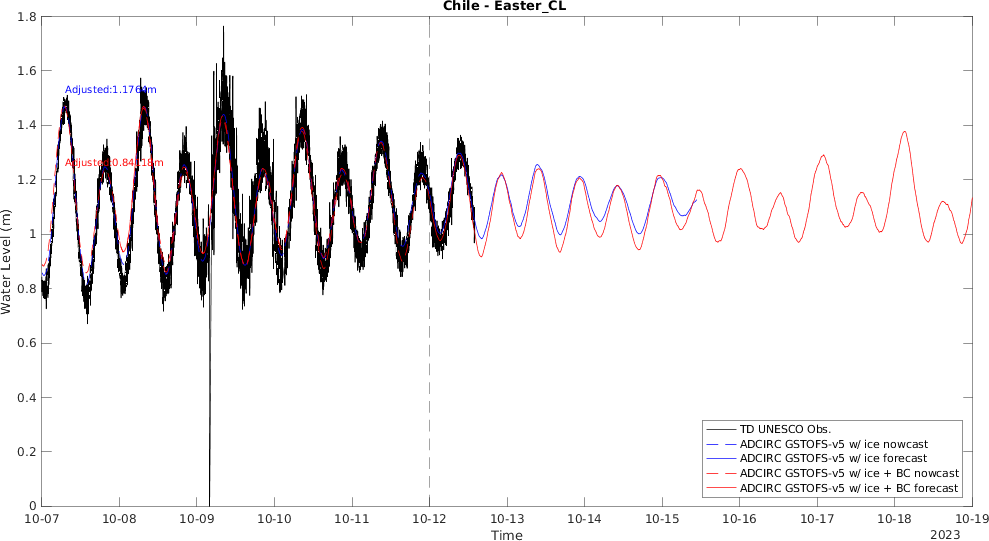 Chile - Easter_CL
Water Level (m)
1.8
1.6
1.4
1.2
1
0.8
0.6
0.4
0.2
0
Adjusted:1.1764m
TD UNESCO Obs.
ADCIRC GSTOFS-v5 w/ ice nowcast
ADCIRC GSTOFS-v5 w/ ice forecast
ADCIRC GSTOFS-v5 w/ ice + BC nowcast
ADCIRC GSTOFS-v5 w/ ice + BC forecast
10-07 10-08 10-09 10-10 10-11 10-12 10-13 10-14 10-15 10-16 10-17 10-18 10-19
Time
2023